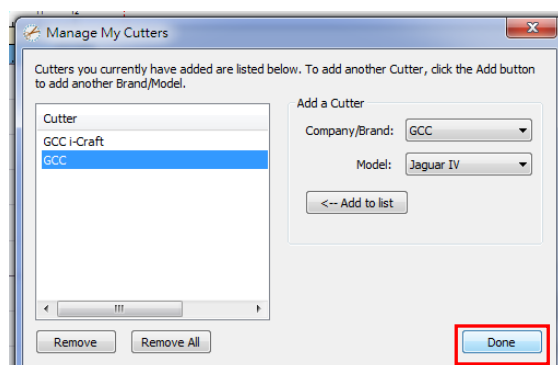 Manage My Cutters
Cutters you currently have added are listed below. To add another Cutter, click the Add button
to add another Brand/Model.
Cutter
GCC i-Craft
GCC
Add a Cutter
Company/Brand: GCC
Model: Jaguar IV
<-- Add to list
Remove
Remove All
Done